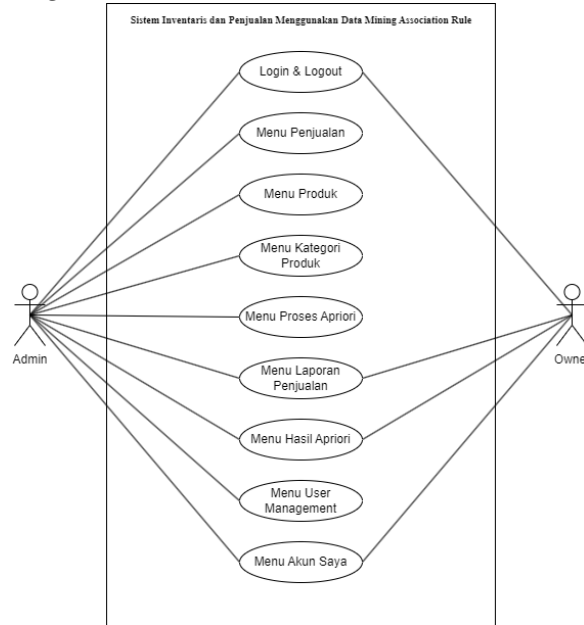 Sistem Inventaris dan Penjualan Menggunakan Data Mining Association Rule
Login & Logout
Menu Penjualan
Menu Produk
Menu Kategori
Produk
Menu Proses Apriori
Admin
Menu Laporan
Penjualan
Menu Hasil Apriori
Menu User
Management
Menu Akun Saya